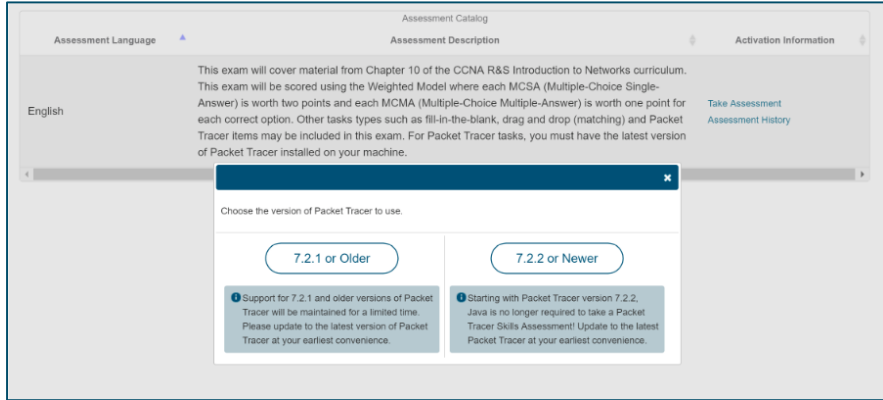 Assessment Catalog
Assessment Language
Assessment Description
Activation Information
This exam will cover material from Chapter 10 of the CCNA R&S Introduction to Networks curriculum.
This exam will be scored using the Weighted Model where each MCSA (Multiple-Choice Single-
Answer) is worth two points and each MCMA (Multiple-Choice Multiple-Answer) is worth one point for
each correct option. Other tasks types such as fill-in-the-blank, drag and drop (matching) and Packet
Tracer items may be included in this exam. For Packet Tracer tasks, you must have the latest version
of Packet Tracer installed on your machine.
English
Take Assessment
Assessment History
Choose the version of Packet Tracer to use.
7.2.1 or Older
Support for 7.2.1 and older versions of Packet
Tracer will be maintained for a limited time.
Please update to the latest version of Packet
Tracer at your earliest convenience.
7.2.2 or Newer
Starting with Packet Tracer version 7.2.2,
Java is no longer required to take a Packet
Tracer Skills Assessment! Update to the latest
Packet Tracer at your earliest convenience.